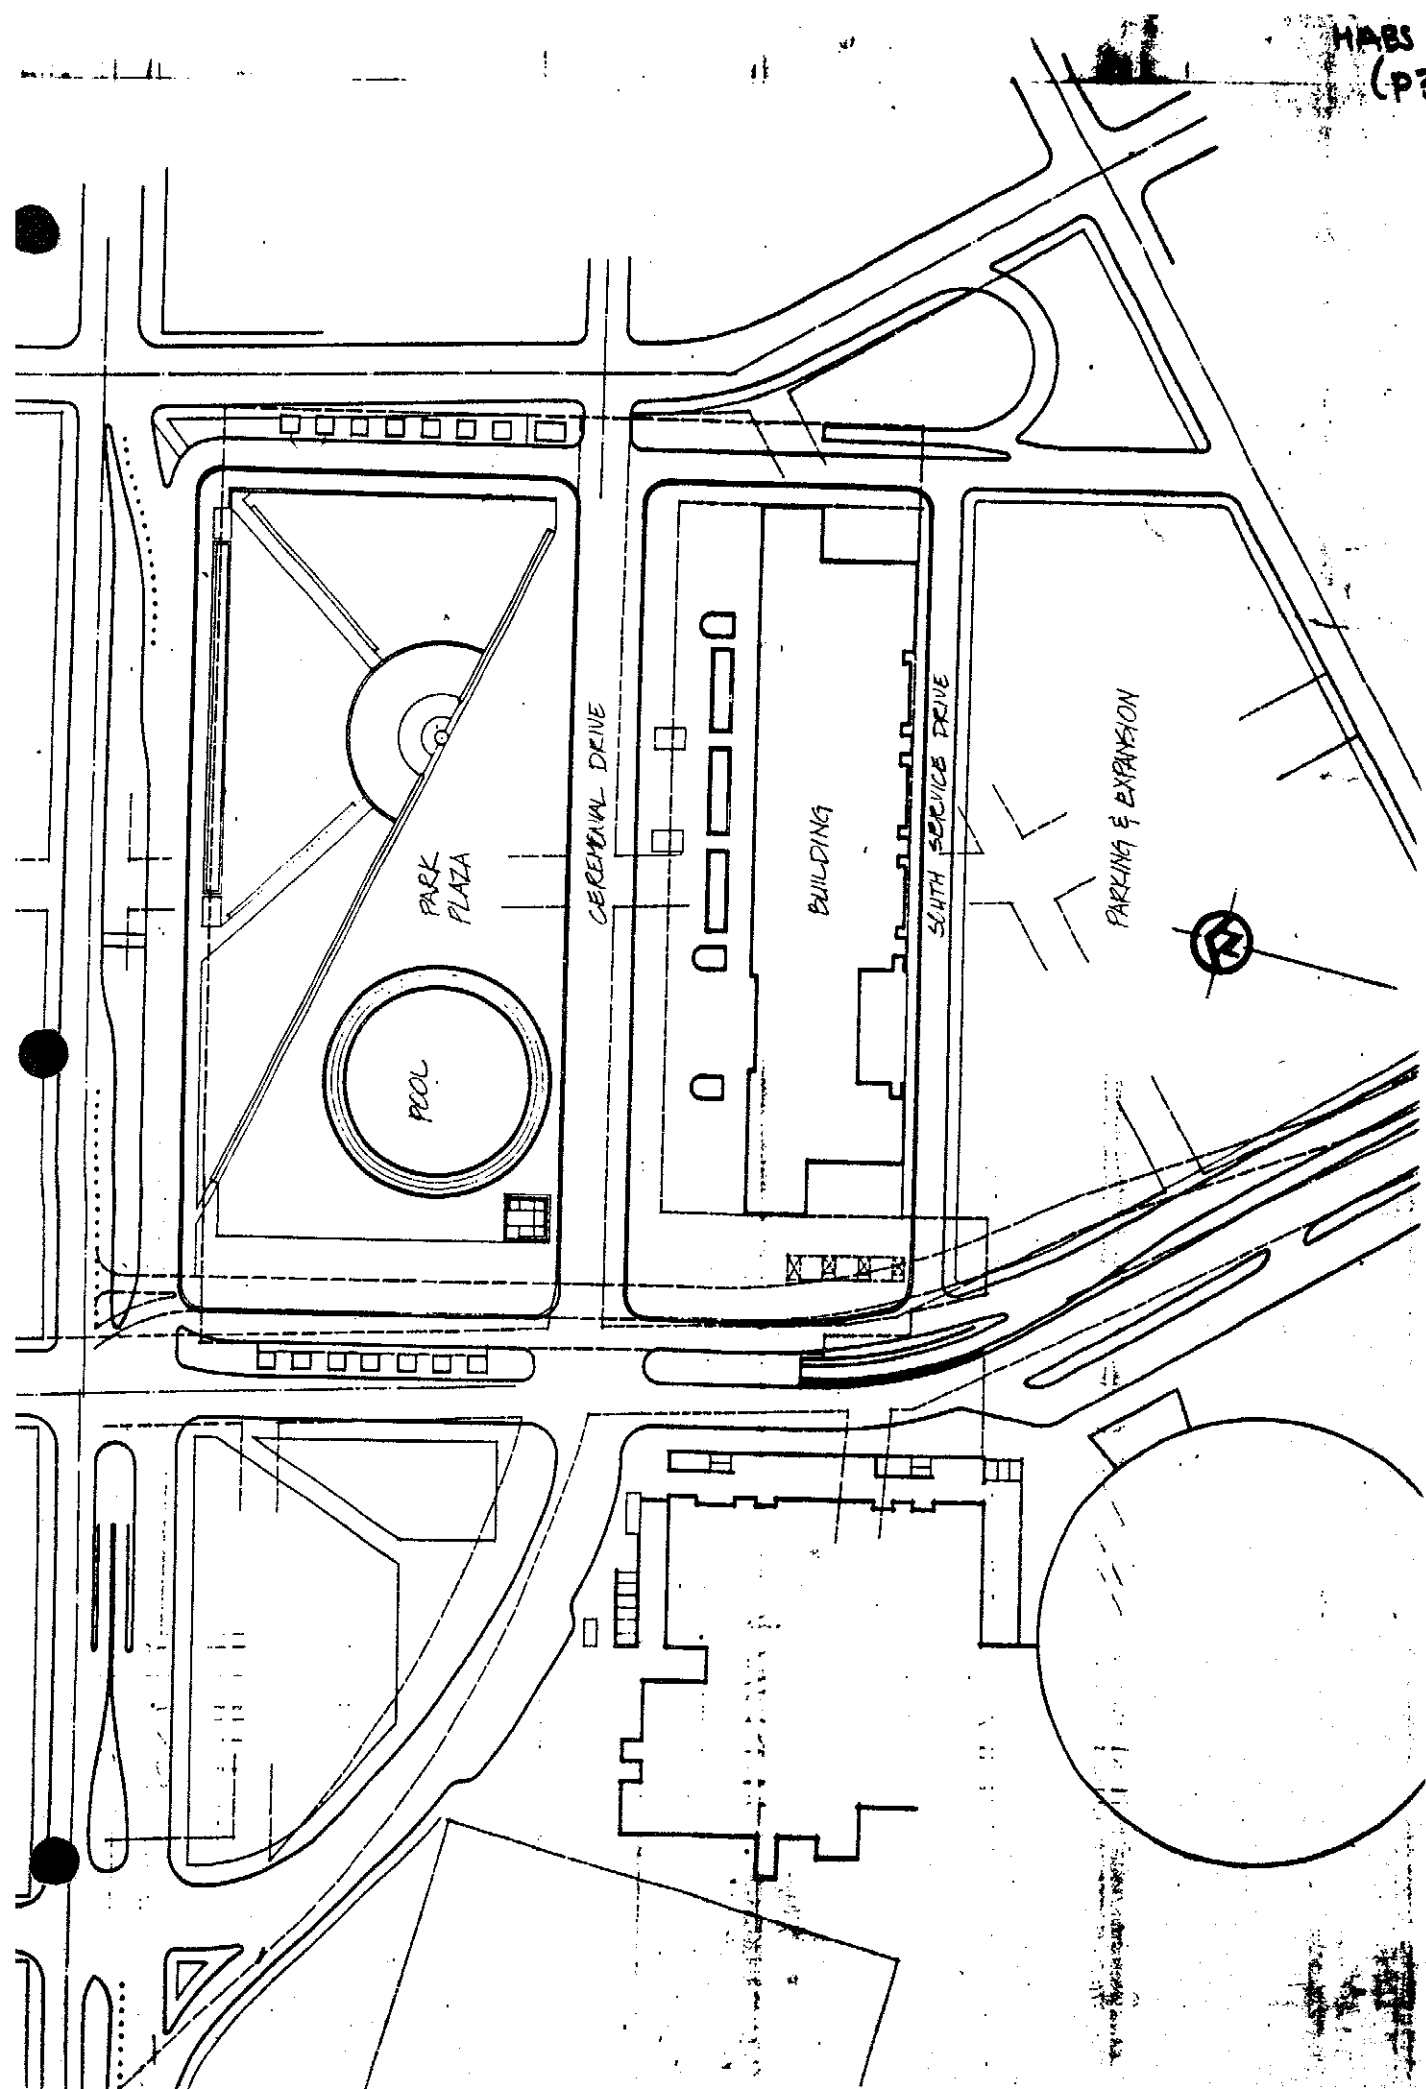 HABS
PARK
PLAZA
POOL
CEREMONIAL DRIVE
BUILDING
SOUTH SERVICE DRIVE
PARKING & EXPANSION